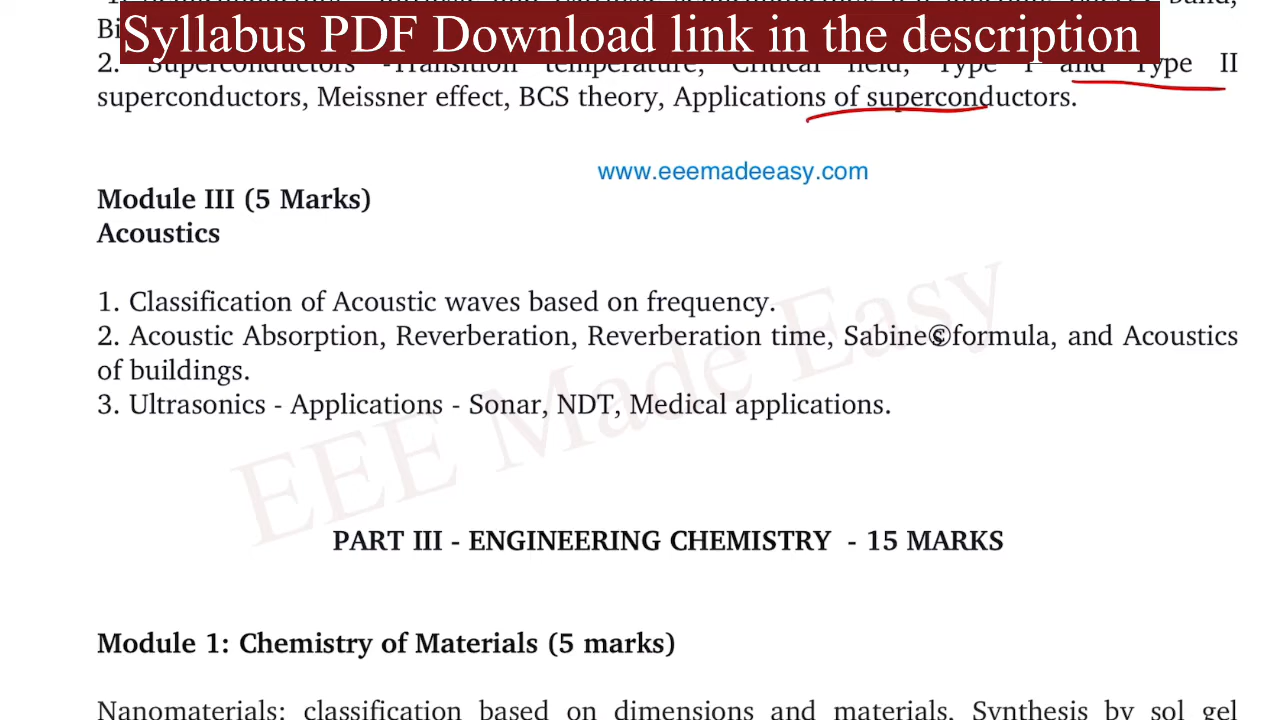 Syllabus PDF Download link in the description
2. Superconductors -Transition temperature, Critical field, Type I and Type II
superconductors, Meissner effect, BCS theory, Applications of superconductors.
www.eeemadeeasy.com
Module III (5 Marks)
Acoustics
1. Classification of Acoustic waves based on frequency.
2. Acoustic Absorption, Reverberation, Reverberation time, Sabine©s formula, and Acoustics
of buildings.
3. Ultrasonics - Applications - Sonar, NDT, Medical applications.
EEE Made Easy
PART III - ENGINEERING CHEMISTRY - 15 MARKS
Module 1: Chemistry of Materials (5 marks)
Nanomaterials: classification based on dimensions and materials, Synthesis by sol gel